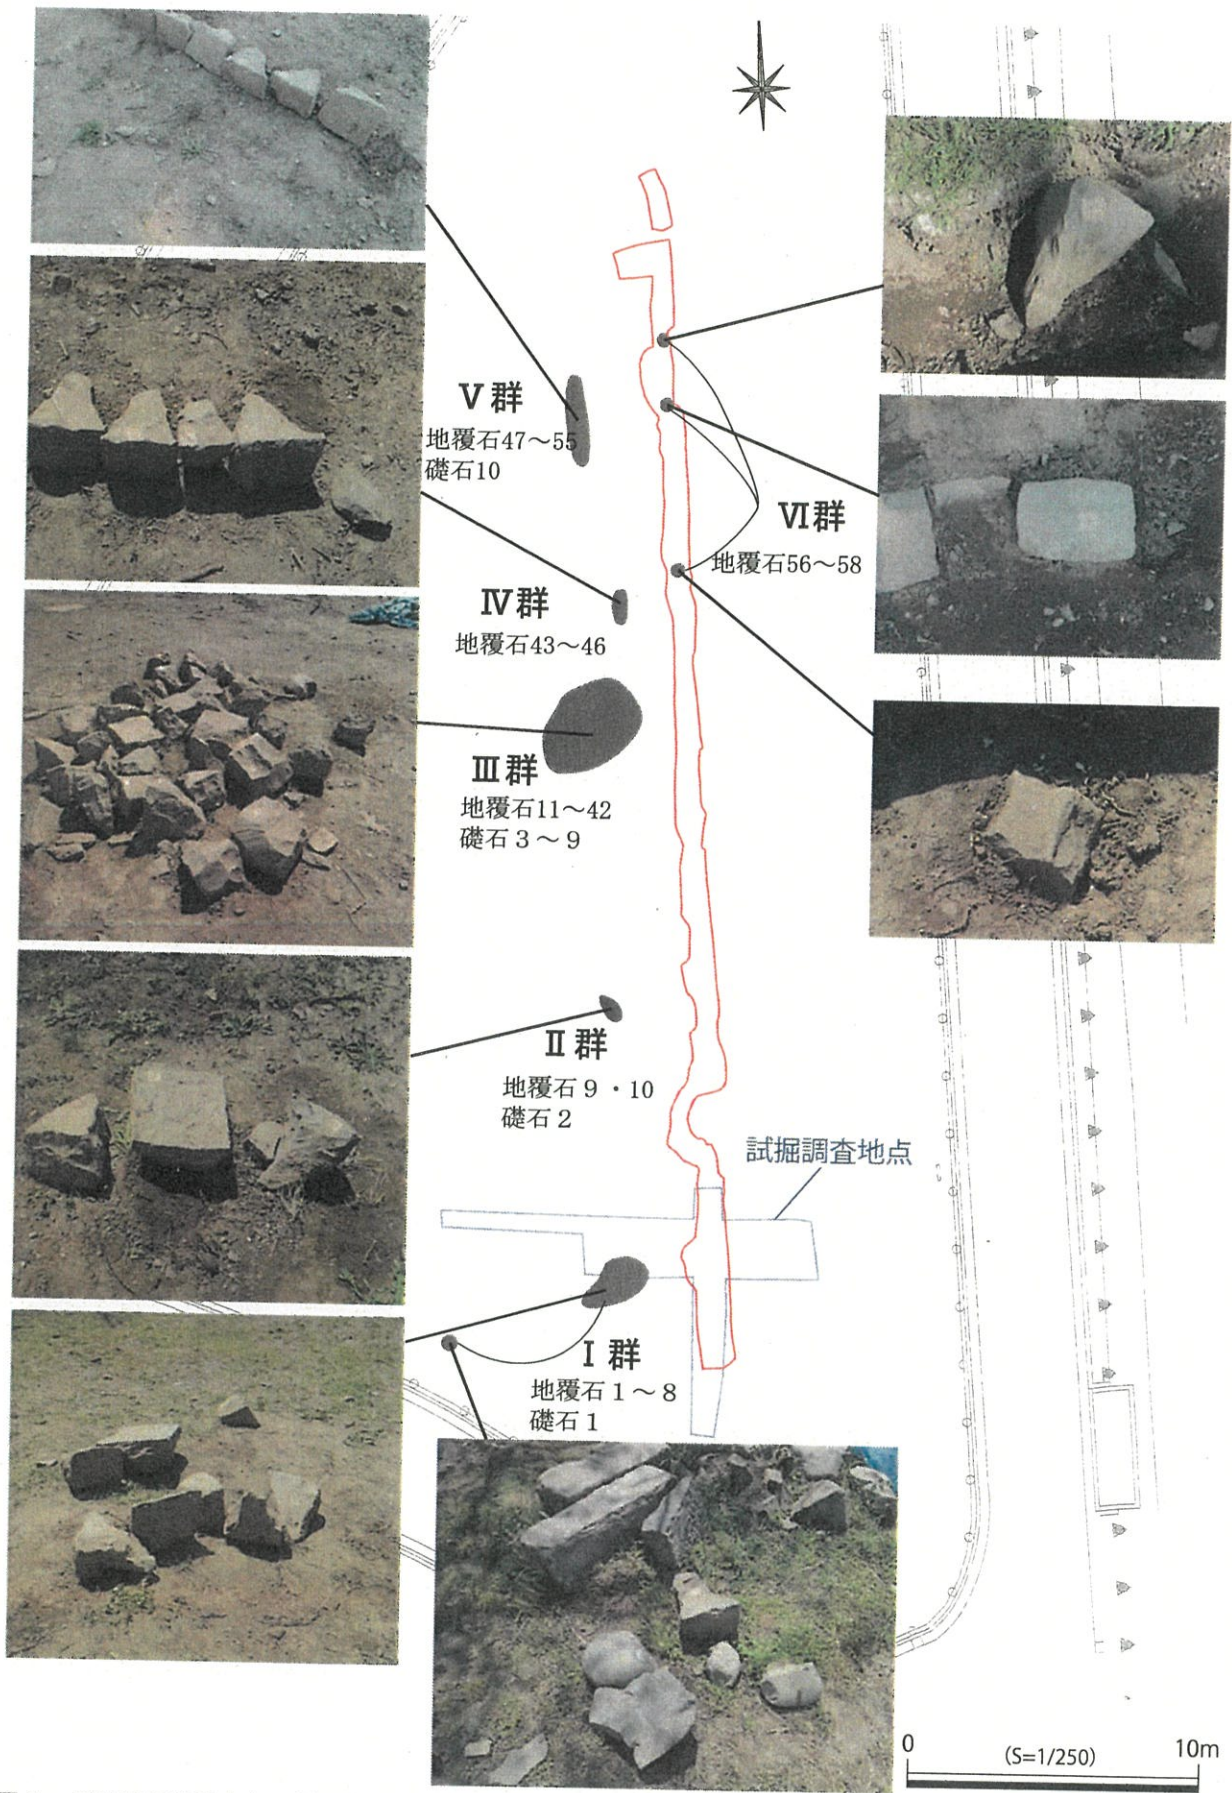 Ⅴ群
地覆石47～55
礎石10
Ⅵ群
地覆石56～58
Ⅳ群
地覆石43～46
Ⅲ群
地覆石11～42
礎石3～9
Ⅱ群
地覆石9・10
礎石2
試掘調査地点
Ⅰ群
地覆石1～8
礎石1
0 (S=1/250) 10m